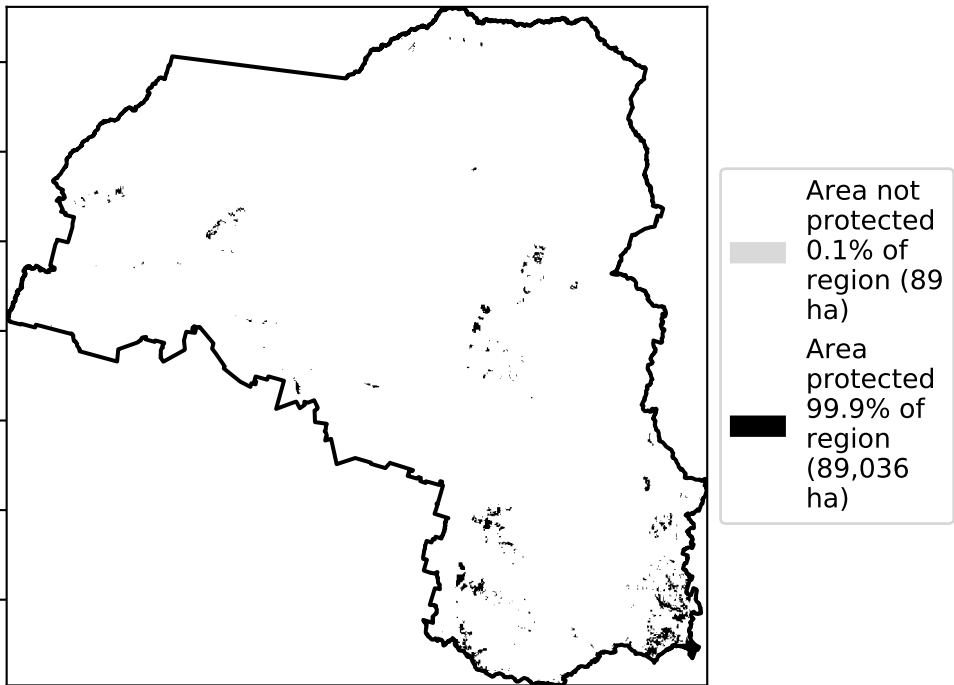 Area not
protected
0.1% of
region (89
ha)
Area
protected
99.9% of
region
(89,036
ha)